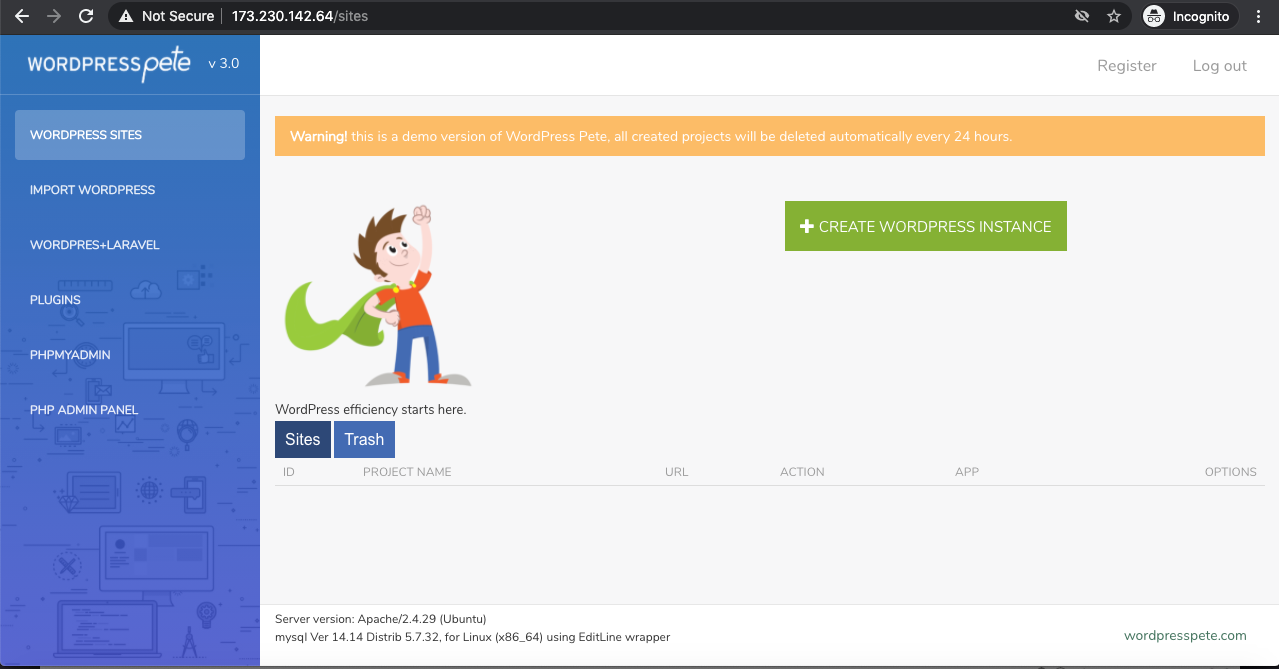 Not Secure 173.230.142.64/sites Incognito
WORDPRESSpete v 3.0
Register Log out
WORDPRESS SITES
IMPORT WORDPRESS
WORDPRES+LARAVEL
PLUGINS
PHPMYADMIN
PHP ADMIN PANEL
Warning! this is a demo version of WordPress Pete, all created projects will be deleted automatically every 24 hours.
CREATE WORDPRESS INSTANCE
WordPress efficiency starts here.
Sites Trash
ID PROJECT NAME URL ACTION APP OPTIONS
Server version: Apache/2.4.29 (Ubuntu)
mysql Ver 14.14 Distrib 5.7.32, for Linux (x86_64) using EditLine wrapper
wordpresspete.com